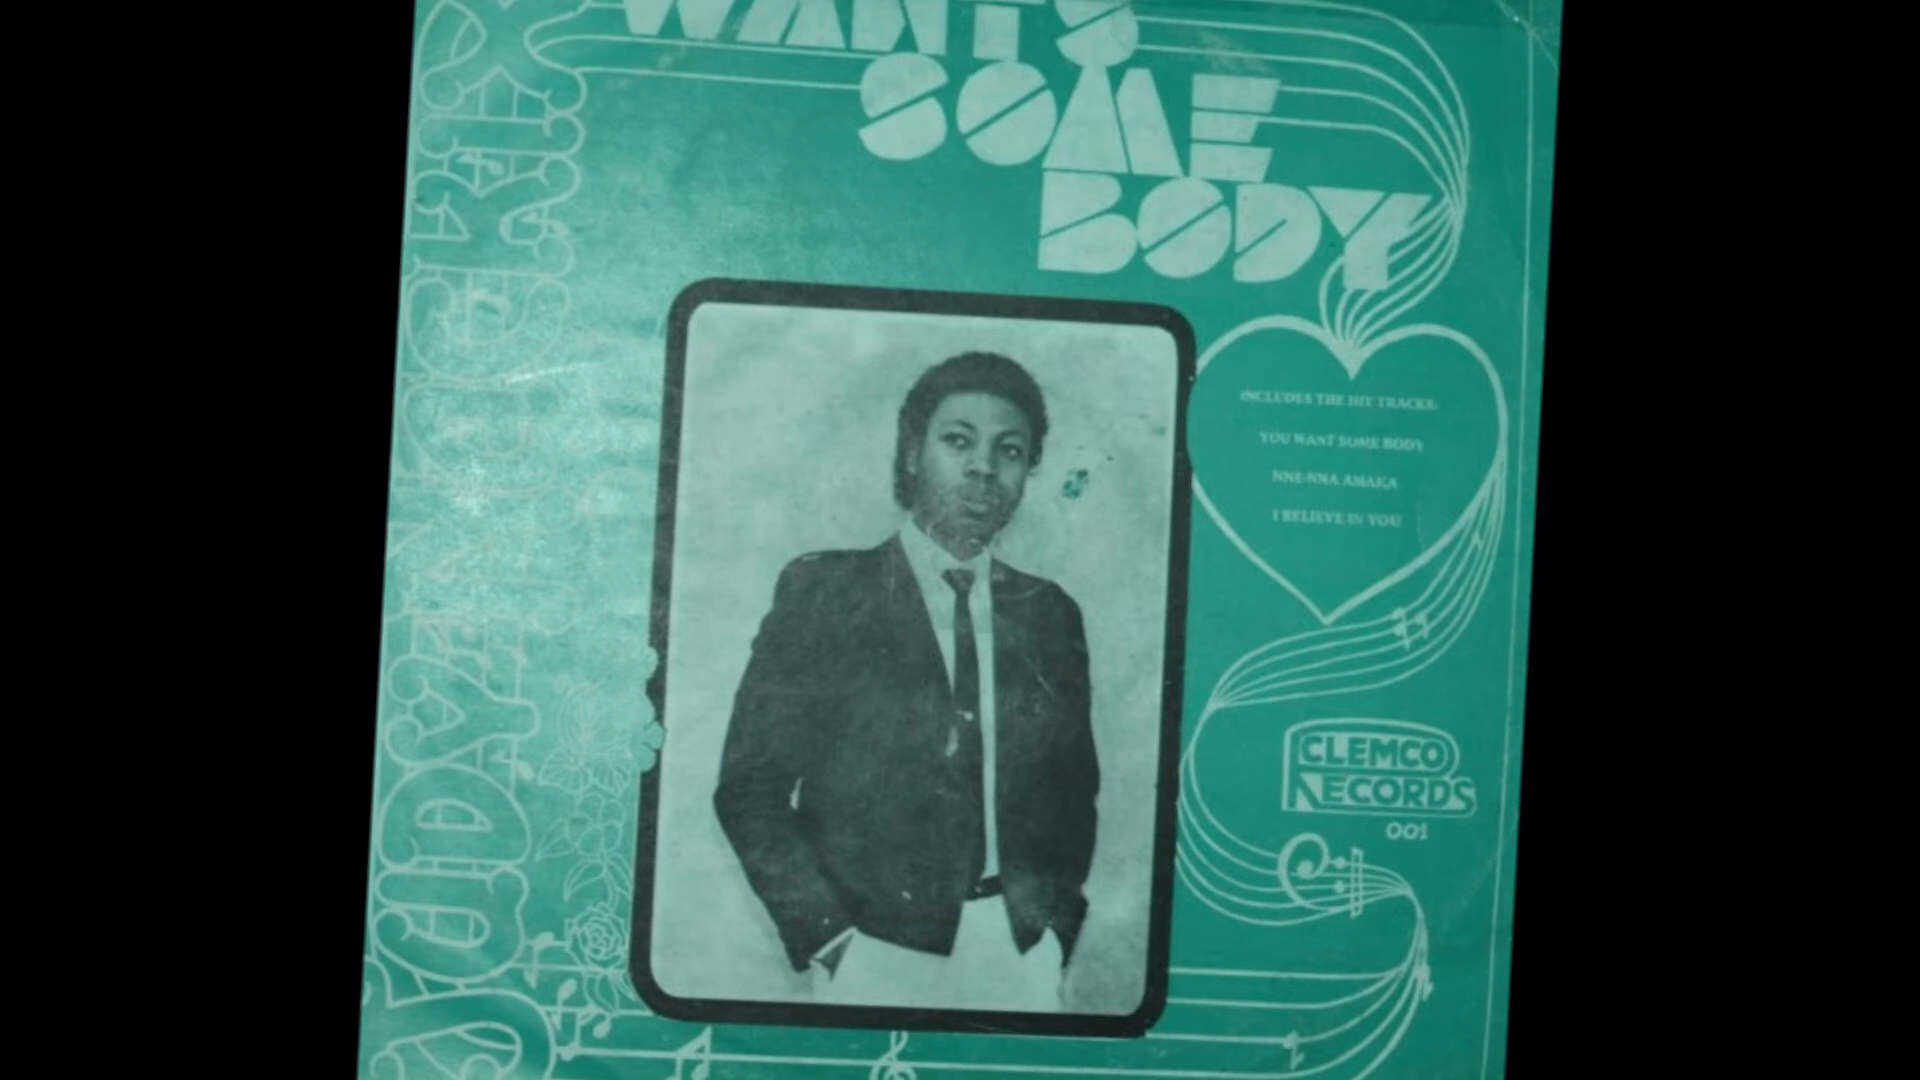 WANTS
SOME
BODY
INCLUDES THE HIT TRACKS:
YOU WANT SOME BODY
NNE-NNA AMAKA
I BELIEVE IN YOU
CLEMCO
RECORDS
001